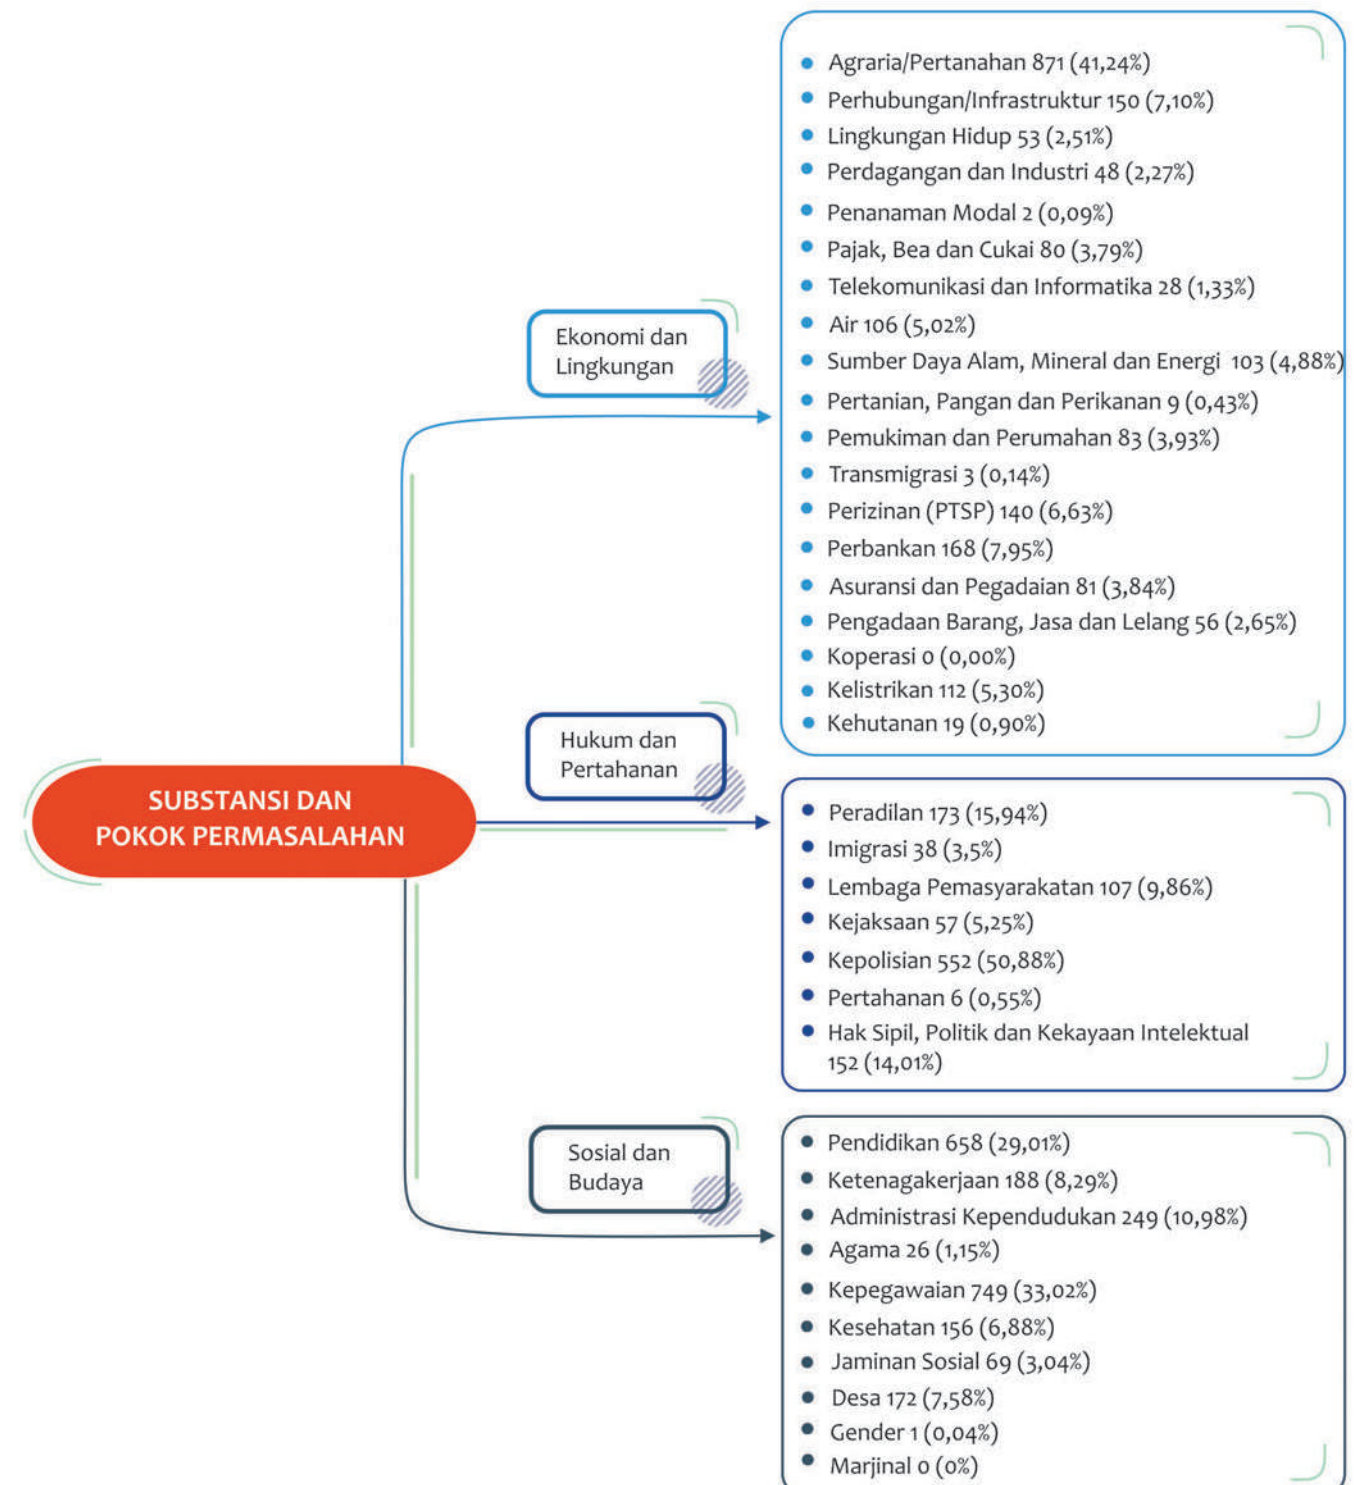 SUBSTANSI DAN
POKOK PERMASALAHAN
Ekonomi dan
Lingkungan
Agraria/Pertanahan 871 (41,24%)
Perhubungan/Infrastruktur 150 (7,10%)
Lingkungan Hidup 53 (2,51%)
Perdagangan dan Industri 48 (2,27%)
Penanaman Modal 2 (0,09%)
Pajak, Bea dan Cukai 80 (3,79%)
Telekomunikasi dan Informatika 28 (1,33%)
Air 106 (5,02%)
Sumber Daya Alam, Mineral dan Energi 103 (4,88%)
Pertanian, Pangan dan Perikanan 9 (0,43%)
Pemukiman dan Perumahan 83 (3,93%)
Transmigrasi 3 (0,14%)
Perizinan (PTSP) 140 (6,63%)
Perbankan 168 (7,95%)
Asuransi dan Pegadaian 81 (3,84%)
Pengadaan Barang, Jasa dan Lelang 56 (2,65%)
Koperasi 0 (0,00%)
Kelistrikan 112 (5,30%)
Kehutanan 19 (0,90%)
Hukum dan
Pertahanan
Peradilan 173 (15,94%)
Imigrasi 38 (3,5%)
Lembaga Pemasyarakatan 107 (9,86%)
Kejaksaan 57 (5,25%)
Kepolisian 552 (50,88%)
Pertahanan 6 (0,55%)
Hak Sipil, Politik dan Kekayaan Intelektual
152 (14,01%)
Sosial dan
Budaya
Pendidikan 658 (29,01%)
Ketenagakerjaan 188 (8,29%)
Administrasi Kependudukan 249 (10,98%)
Agama 26 (1,15%)
Kepegawaian 749 (33,02%)
Kesehatan 156 (6,88%)
Jaminan Sosial 69 (3,04%)
Desa 172 (7,58%)
Gender 1 (0,04%)
Marjinal 0 (0%)